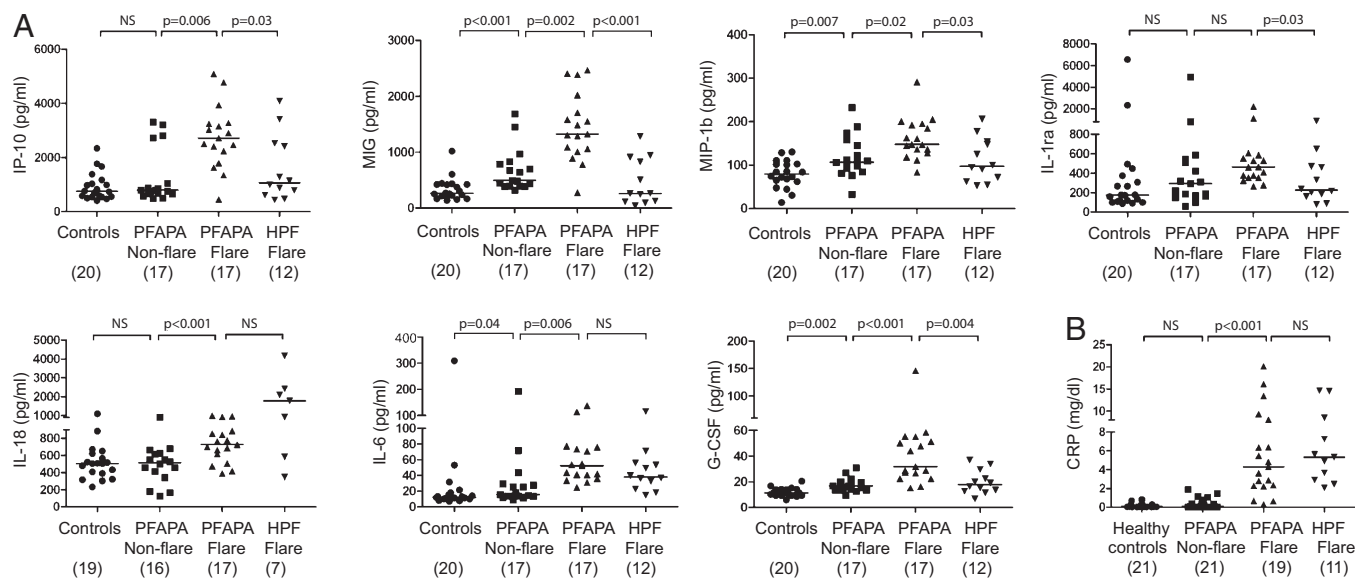 A
NS p=0.006 p=0.03
IP-10 (pg/ml)
6000
4000
2000
0
Controls PFAPA PFAPA HPF
Non-flare Flare Flare
(20) (17) (17) (12)
p<0.001 p=0.002 p<0.001
MIG (pg/ml)
3000
2000
1000
0
Controls PFAPA PFAPA HPF
Non-flare Flare Flare
(20) (17) (17) (12)
p=0.007 p=0.02 p=0.03
MIP-1b (pg/ml)
400
300
200
100
0
Controls PFAPA PFAPA HPF
Non-flare Flare Flare
(20) (17) (17) (12)
NS NS p=0.03
IL-1ra (pg/ml)
8000
6000
4000
2000
600
400
200
0
Controls PFAPA PFAPA HPF
Non-flare Flare Flare
(20) (17) (17) (12)
NS p<0.001 NS
IL-18 (pg/ml)
5000
4000
3000
2000
1000
800
600
400
200
0
Controls PFAPA PFAPA HPF
Non-flare Flare Flare
(19) (16) (17) (7)
p=0.04 p=0.006 NS
IL-6 (pg/ml)
400
300
200
100
80
60
40
20
0
Controls PFAPA PFAPA HPF
Non-flare Flare Flare
(20) (17) (17) (12)
p=0.002 p<0.001 p=0.004
G-CSF (pg/ml)
200
150
100
60
40
20
0
Controls PFAPA PFAPA HPF
Non-flare Flare Flare
(20) (17) (17) (12)
B
NS p<0.001 NS
CRP (mg/dl)
25
20
15
10
8
6
4
2
0
Healthy PFAPA PFAPA HPF
controls Non-flare Flare Flare
(21) (21) (19) (11)